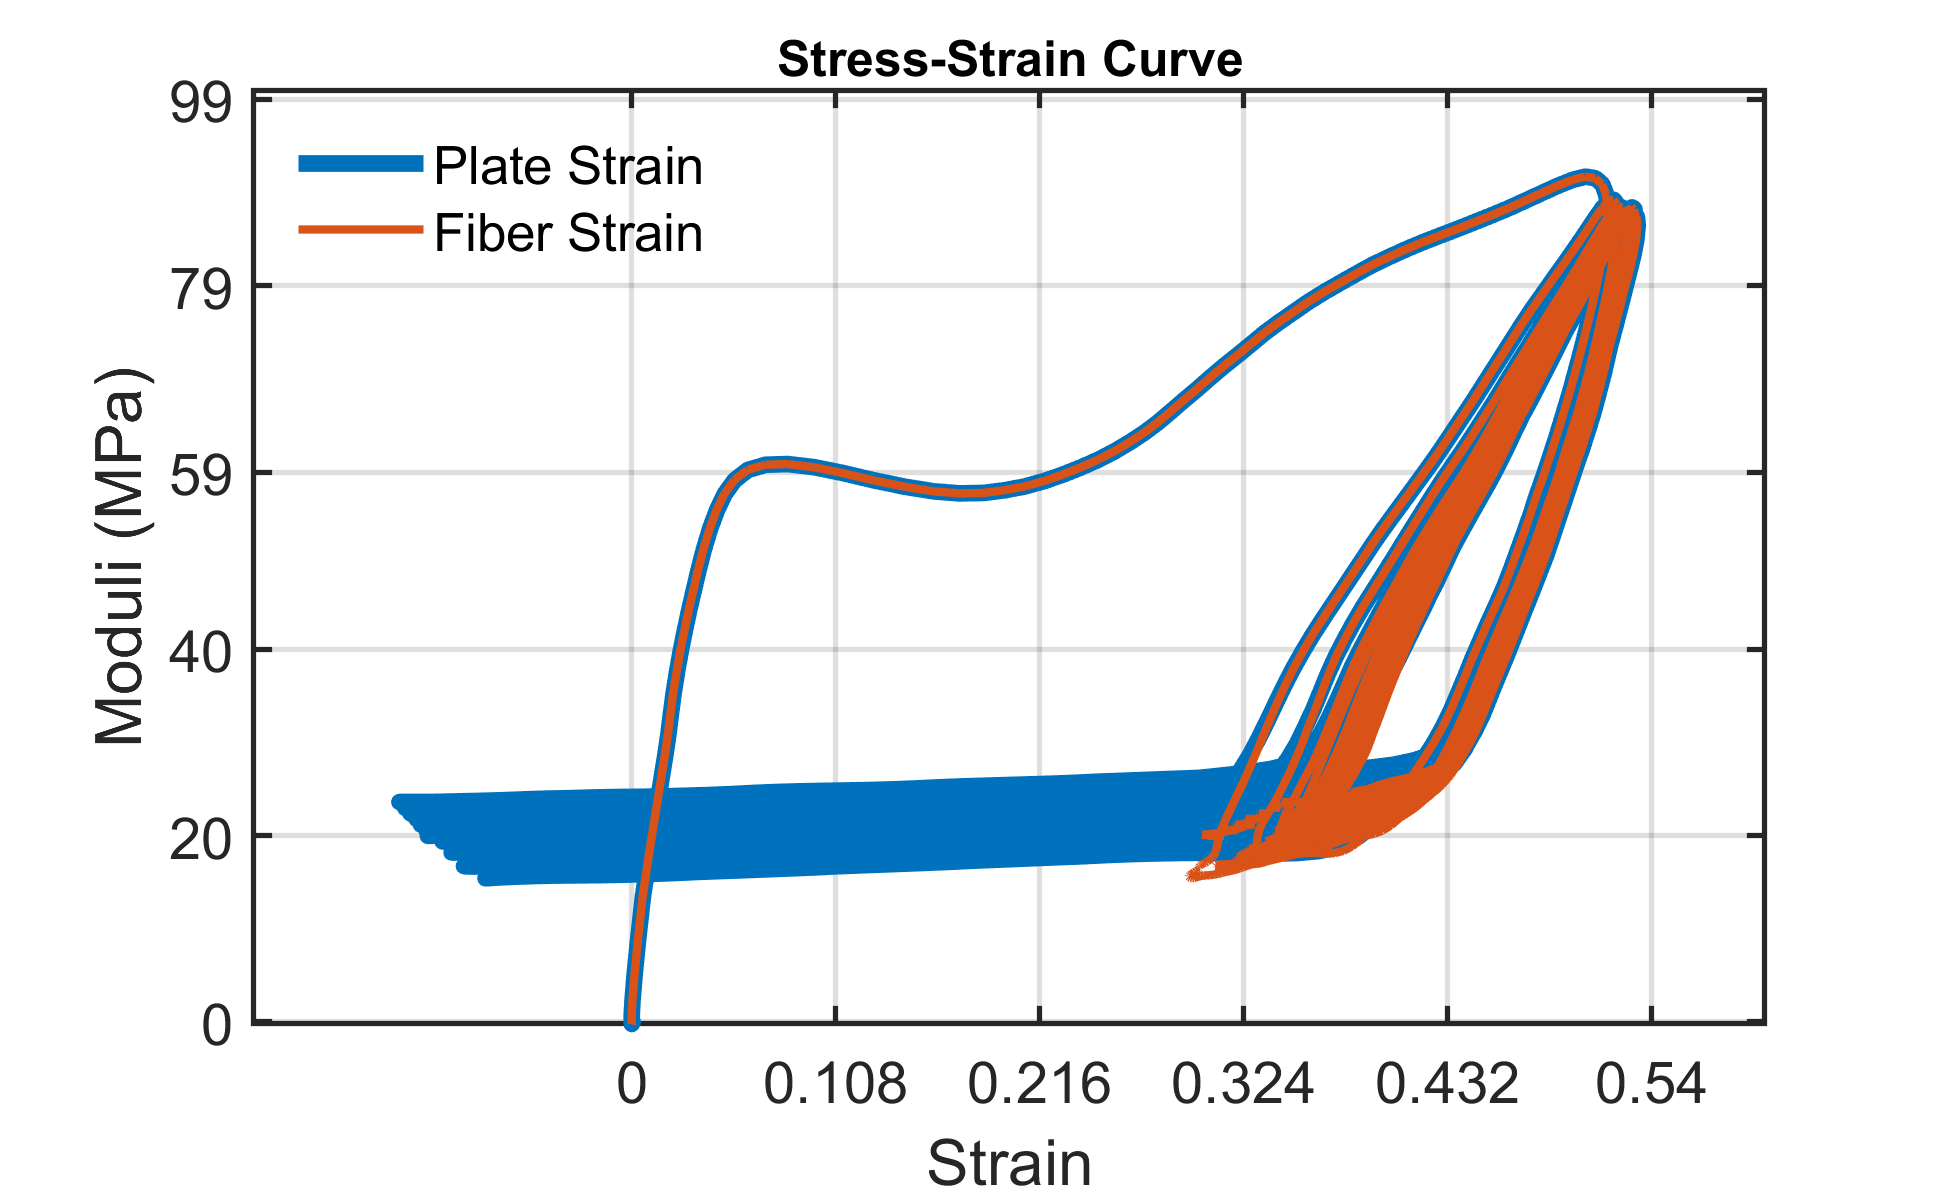 Stress-Strain Curve
99
79
59
40
20
0
Moduli (MPa)
Plate Strain
Fiber Strain
0 0.108 0.216 0.324 0.432 0.54
Strain